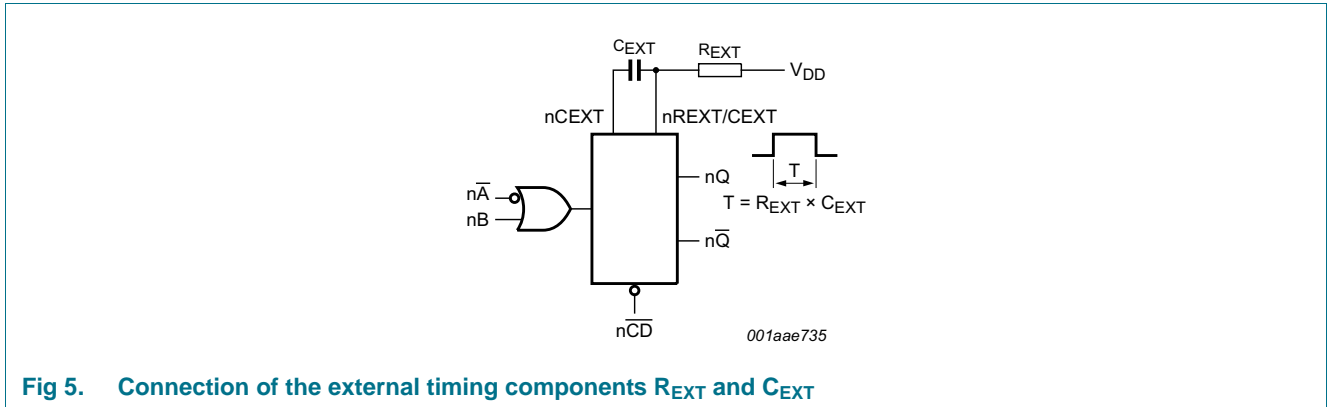 CEXT
REXT
VDD
nCEXT
nREXT/CEXT
nA̅
nB
nQ
nQ̅
T
T = REXT × CEXT
nC̅D̅
001aae735
Fig 5. Connection of the external timing components REXT and CEXT